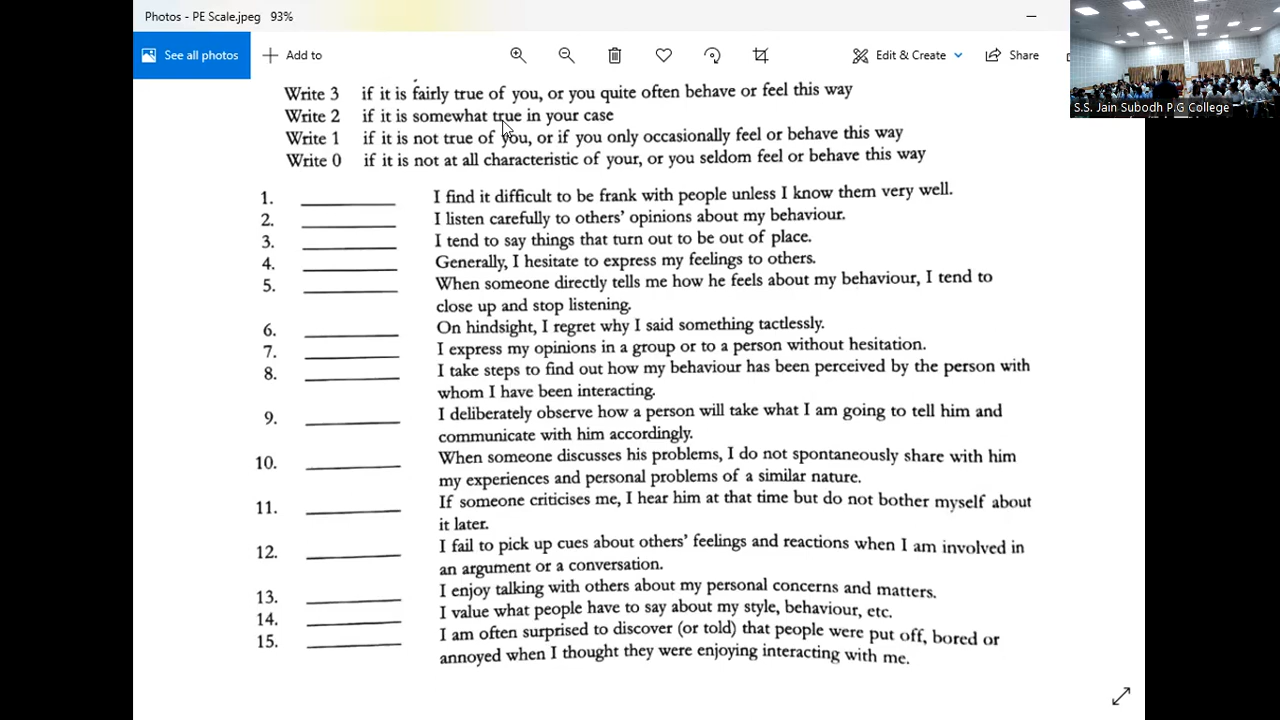 Photos - PE Scale.jpeg 93%
See all photos
Add to
Edit & Create
Share
S.S. Jain Subodh P.G College
Write 3 if it is fairly true of you, or you quite often behave or feel this way
Write 2 if it is somewhat true in your case
Write 1 if it is not true of you, or if you only occasionally feel or behave this way
Write 0 if it is not at all characteristic of your, or you seldom feel or behave this way
1. I find it difficult to be frank with people unless I know them very well.
2. I listen carefully to others' opinions about my behaviour.
3. I tend to say things that turn out to be out of place.
4. Generally, I hesitate to express my feelings to others.
5. When someone directly tells me how he feels about my behaviour, I tend to
close up and stop listening.
6. On hindsight, I regret why I said something tactlessly.
7. I express my opinions in a group or to a person without hesitation.
8. I take steps to find out how my behaviour has been perceived by the person with
whom I have been interacting.
9. I deliberately observe how a person will take what I am going to tell him and
communicate with him accordingly.
10. When someone discusses his problems, I do not spontaneously share with him
my experiences and personal problems of a similar nature.
11. If someone criticises me, I hear him at that time but do not bother myself about
it later.
12. I fail to pick up cues about others' feelings and reactions when I am involved in
an argument or a conversation.
13. I enjoy talking with others about my personal concerns and matters.
14. I value what people have to say about my style, behaviour, etc.
15. I am often surprised to discover (or told) that people were put off, bored or
annoyed when I thought they were enjoying interacting with me.